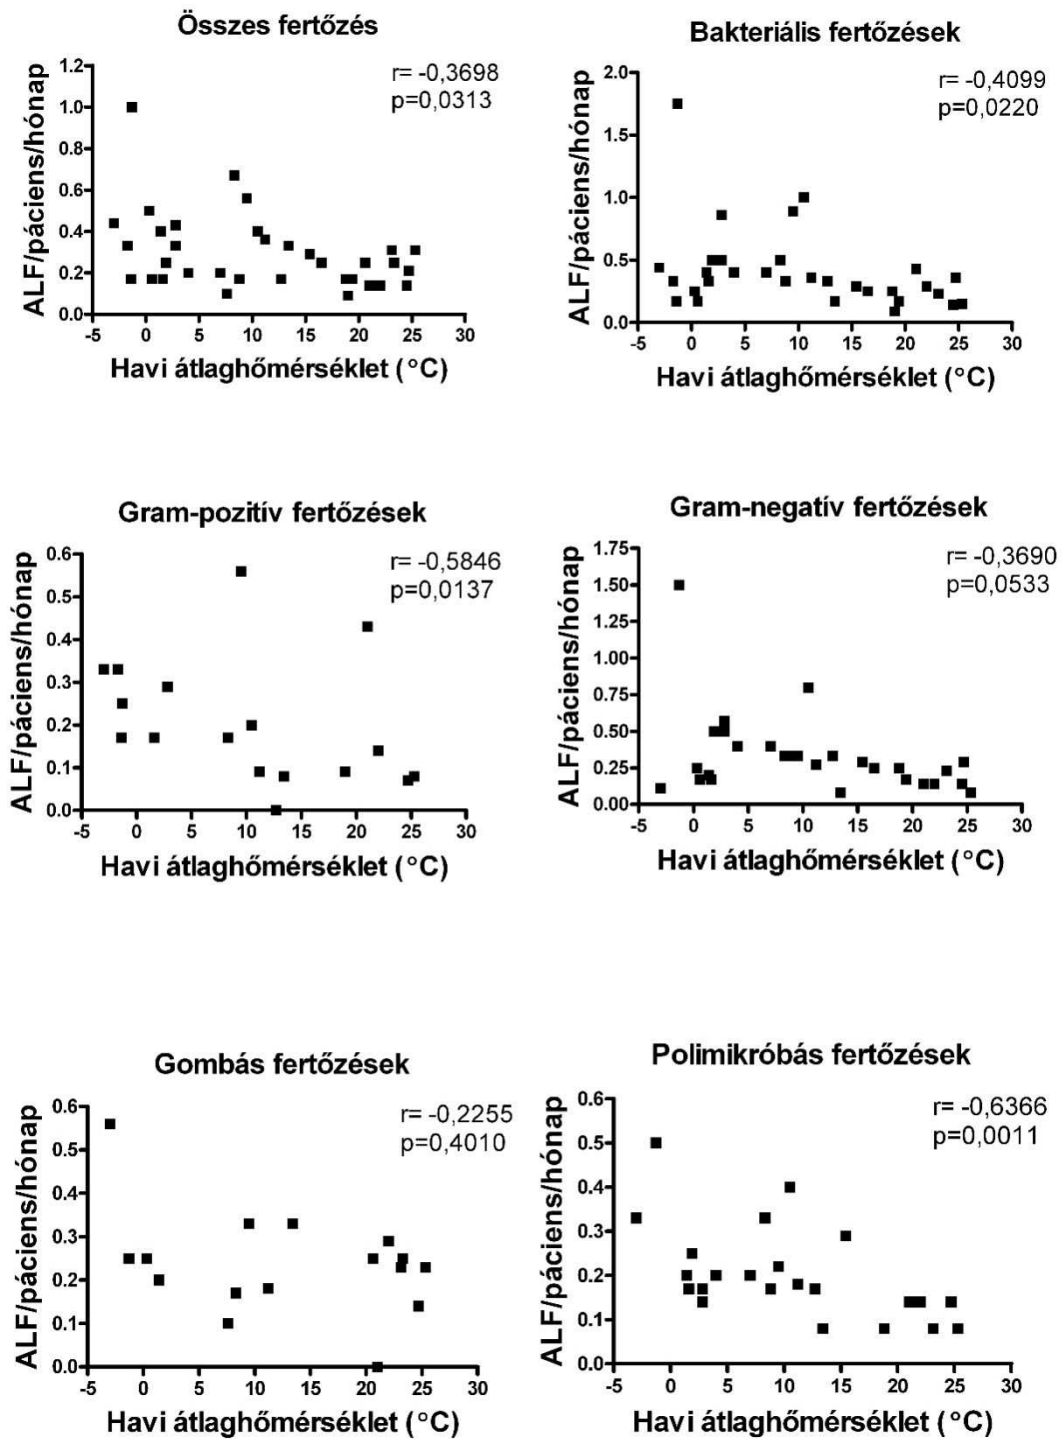 Összes fertőzés
r= -0,3698
p=0,0313
ALF/páciens/hónap
1.2
1.0
0.8
0.6
0.4
0.2
0.0
-5 0 5 10 15 20 25 30
Havi átlaghőmérséklet (°C)
Bakteriális fertőzések
r= -0,4099
p=0,0220
ALF/páciens/hónap
2.0
1.5
1.0
0.5
0.0
-5 0 5 10 15 20 25 30
Havi átlaghőmérséklet (°C)
Gram-pozitív fertőzések
r= -0,5846
p=0,0137
ALF/páciens/hónap
0.6
0.5
0.4
0.3
0.2
0.1
0.0
-5 0 5 10 15 20 25 30
Havi átlaghőmérséklet (°C)
Gram-negatív fertőzések
r= -0,3690
p=0,0533
ALF/páciens/hónap
1.75
1.50
1.25
1.00
0.75
0.50
0.25
0.00
-5 0 5 10 15 20 25 30
Havi átlaghőmérséklet (°C)
Gombás fertőzések
r= -0,2255
p=0,4010
ALF/páciens/hónap
0.6
0.5
0.4
0.3
0.2
0.1
0.0
-5 0 5 10 15 20 25 30
Havi átlaghőmérséklet (°C)
Polimikróbás fertőzések
r= -0,6366
p=0,0011
ALF/páciens/hónap
0.6
0.5
0.4
0.3
0.2
0.1
0.0
-5 0 5 10 15 20 25 30
Havi átlaghőmérséklet (°C)